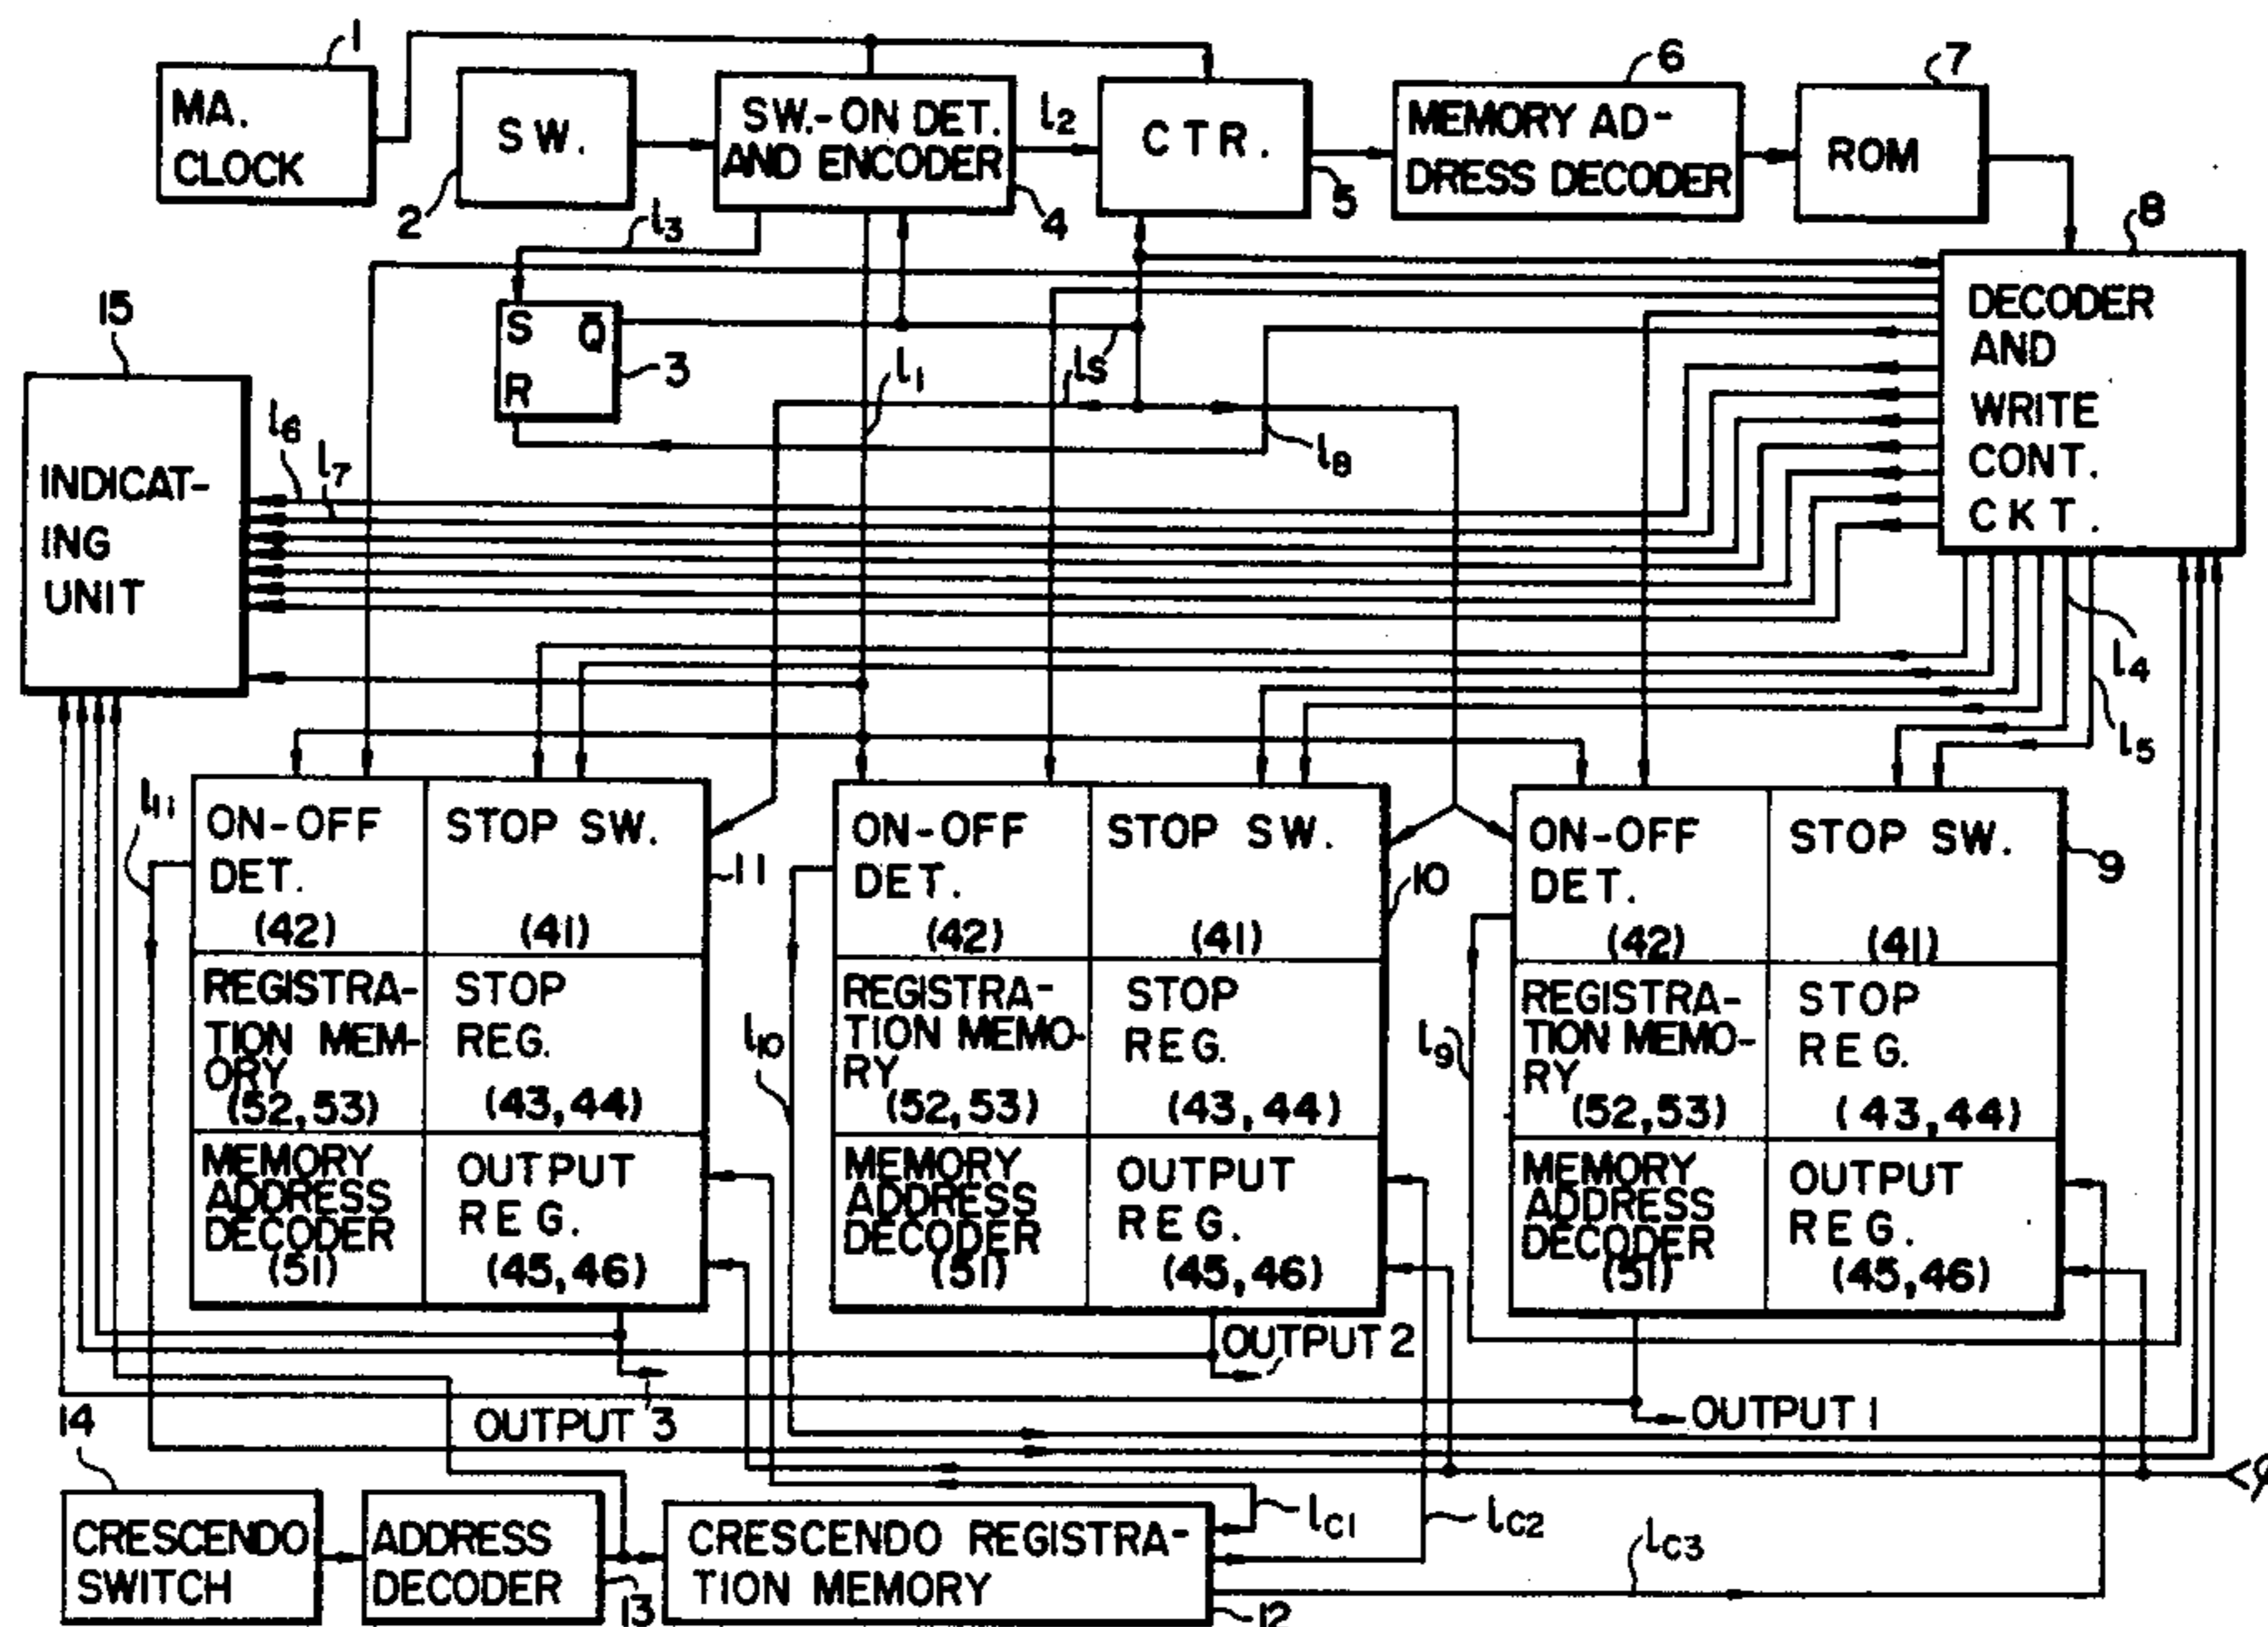 1
MA.
CLOCK
2
SW.
SW.-ON DET.
AND ENCODER
4
l2
CTR.
5
6
MEMORY AD-
DRESS DECODER
7
ROM
8
DECODER
AND
WRITE
CONT.
CKT.
l3
S Q̄
R
3
lS
l1
l8
15
INDICAT-
ING
UNIT
l6
l7
l4
l5
l11
ON-OFF
DET.
(42)
STOP SW.
(41)
11
REGISTRA-
TION MEM-
ORY
(52,53)
STOP
REG.
(43,44)
MEMORY
ADDRESS
DECODER
(51)
OUTPUT
REG.
(45,46)
l10
ON-OFF
DET.
(42)
STOP SW.
(41)
10
REGISTRA-
TION MEMO-
RY
(52,53)
STOP
REG.
(43,44)
MEMORY
ADDRESS
DECODER
(51)
OUTPUT
REG.
(45,46)
l9
ON-OFF
DET.
(42)
STOP SW.
(41)
9
REGISTRA-
TION MEMO-
RY
(52,53)
STOP
REG.
(43,44)
MEMORY
ADDRESS
DECODER
(51)
OUTPUT
REG.
(45,46)
OUTPUT 2
OUTPUT 3
OUTPUT 1
14
CRESCENDO
SWITCH
ADDRESS
DECODER
13
CRESCENDO REGISTRA-
TION MEMORY
12
lC1
lC2
lC3